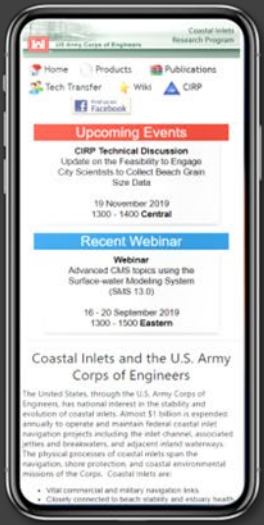 Coastal Inlets
Research Program
US Army Corps of Engineers
Home Products Publications
Tech Transfer Wiki CIRP
Find us on
Facebook
Upcoming Events
CIRP Technical Discussion
Update on the Feasibility to Engage
City Scientists to Collect Beach Grain
Size Data
19 November 2019
1300 - 1400 Central
Recent Webinar
Webinar
Advanced CMS topics using the
Surface-water Modeling System
(SMS 13.0)
16 - 20 September 2019
1300 - 1500 Eastern
Coastal Inlets and the U.S. Army
Corps of Engineers
The United States, through the U.S. Army Corps of
Engineers, has national interest in the stability and
evolution of coastal inlets. Almost $1 billion is expended
annually to operate and maintain federal coastal inlet
navigation projects including the inlet channel, associated
jetties and breakwaters, and adjacent inland waterways.
The physical processes of coastal inlets span the
navigation, shore protection, and coastal environmental
missions of the Corps. Coastal inlets are:
• Vital commercial and military navigation links
• Closely connected to beach stability and estuary health